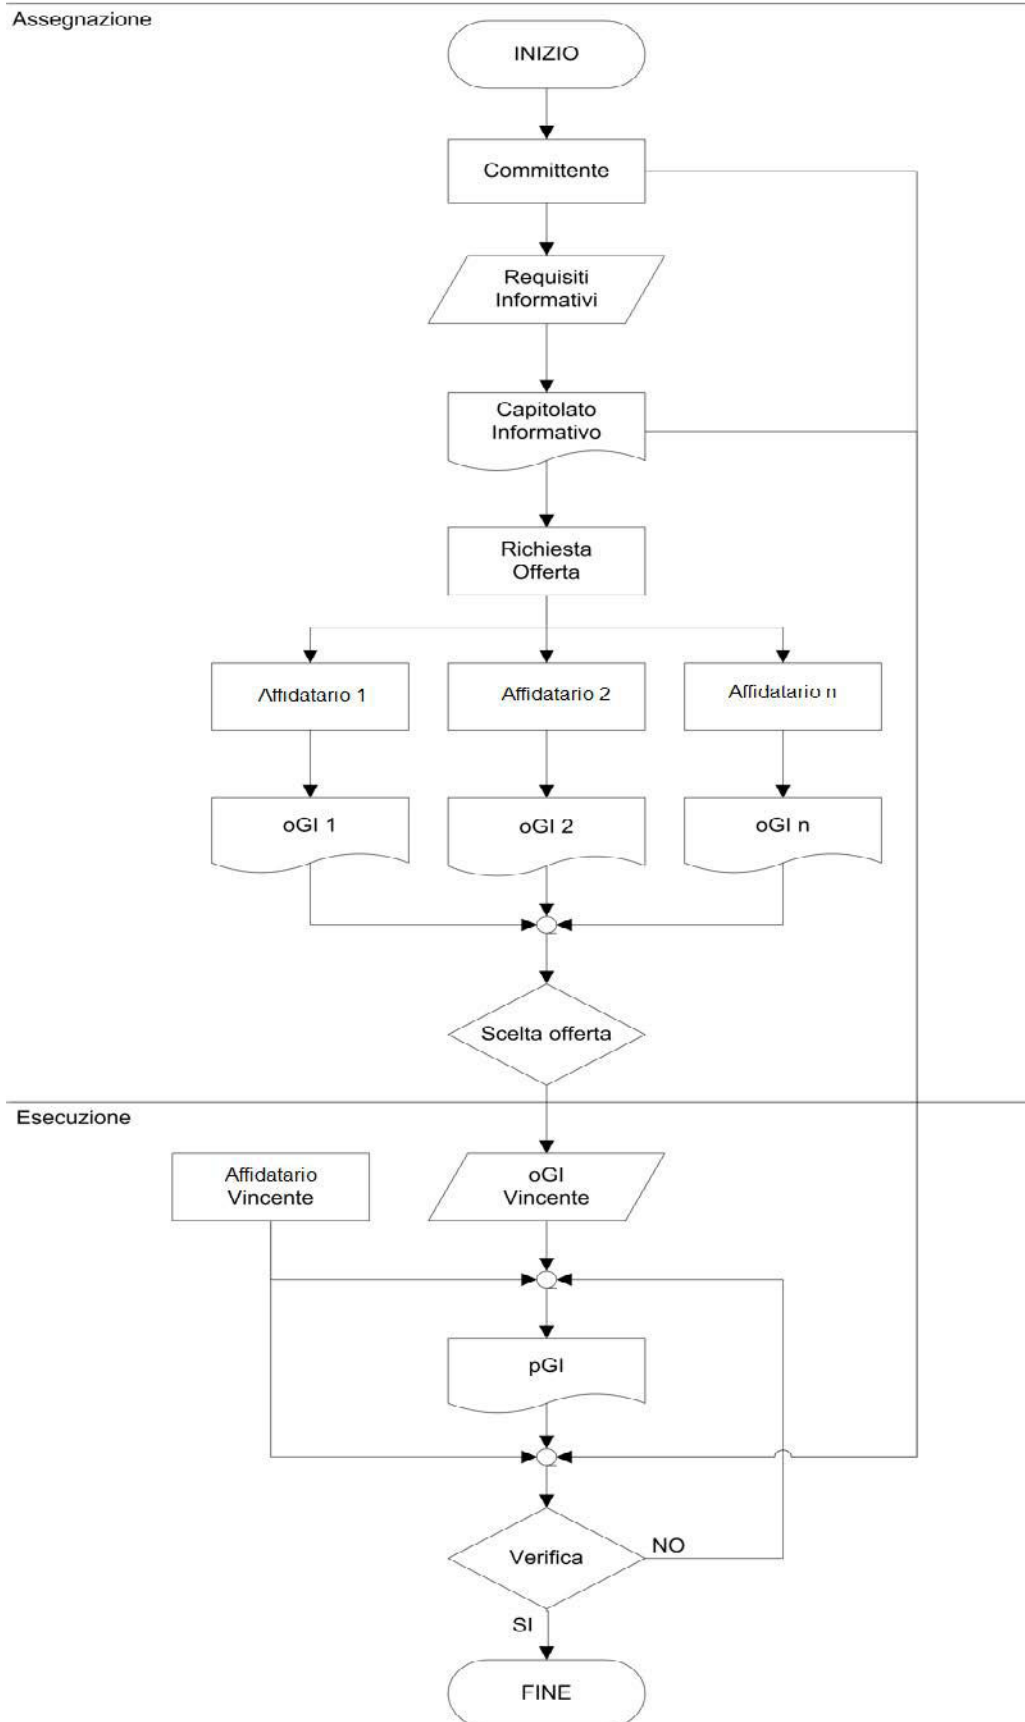 Assegnazione
INIZIO
Committente
Requisiti
Informativi
Capitolato
Informativo
Richiesta
Offerta
Affidatario 1
Affidatario 2
Affidatario n
oGI 1
oGI 2
oGI n
Scelta offerta
Esecuzione
Affidatario
Vincente
oGI
Vincente
pGI
Verifica
NO
SI
FINE